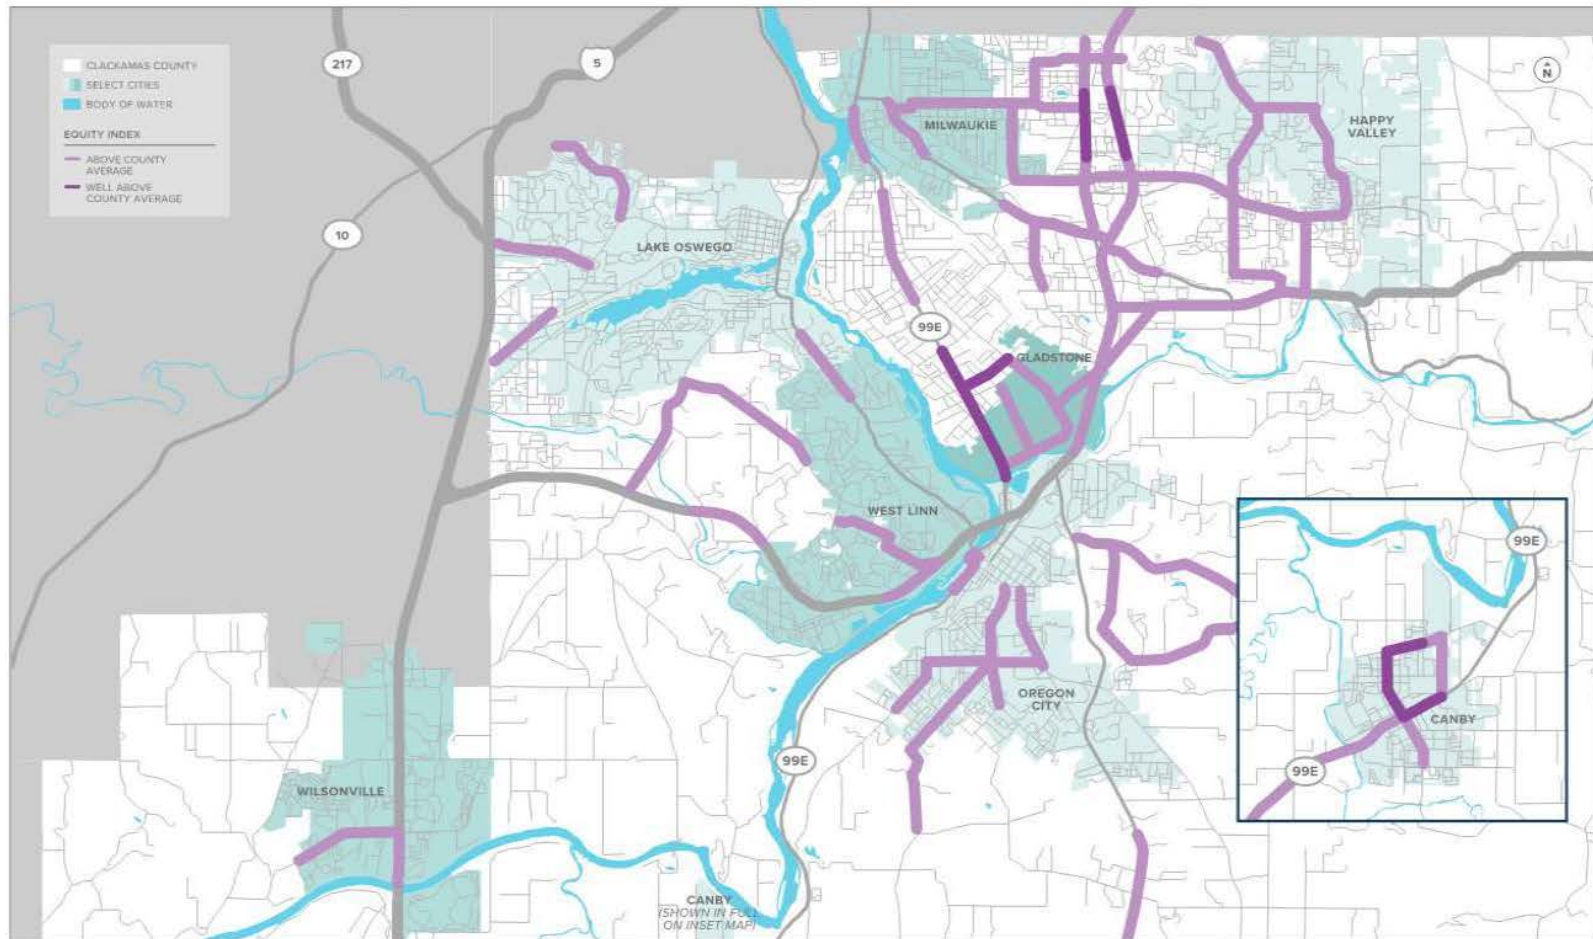 CLACKAMAS COUNTY
SELECT CITIES
BODY OF WATER
EQUITY INDEX
ABOVE COUNTY
AVERAGE
WELL ABOVE
COUNTY AVERAGE
217
5
10
N
MILWAUKIE
HAPPY
VALLEY
LAKE OSWEGO
99E
GLADSTONE
WEST LINN
OREGON
CITY
99E
WILSONVILLE
CANBY
(SHOWN IN FULL
ON INSET MAP)
99E
CANBY
99E